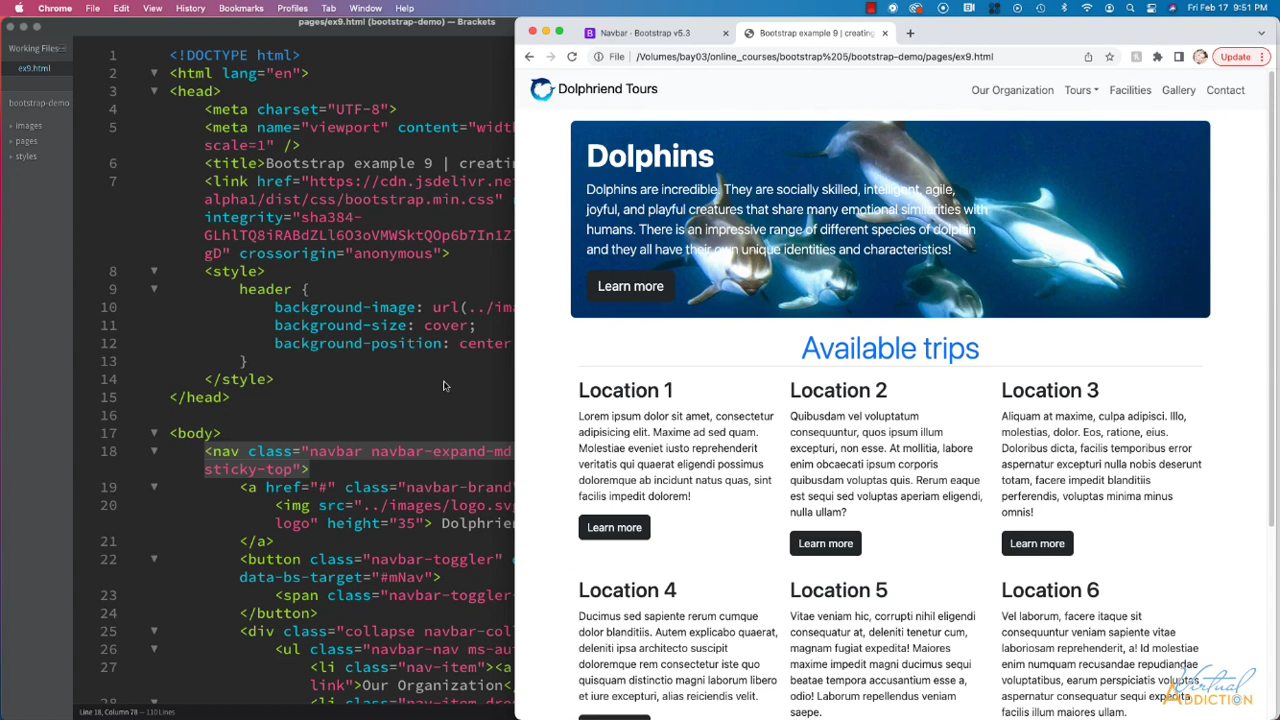 Chrome File Edit View History Bookmarks Profiles Tab Window Help Fri Feb 17 9:51 PM
pages/ex9.html (bootstrap-demo) — Brackets
Working Files
ex9.html
bootstrap-demo
images
pages
styles
1 <!DOCTYPE html>
2 <html lang="en">
3 <head>
4 <meta charset="UTF-8">
5 <meta name="viewport" content="width
scale=1" />
6 <title>Bootstrap example 9 | creatin
7 <link href="https://cdn.jsdelivr.ne
alpha1/dist/css/bootstrap.min.css"
integrity="sha384-
GLhlTQ8iRABdZLl6O3oVMWSktQOp6b7In1Z
gD" crossorigin="anonymous">
8 <style>
9 header {
10 background-image: url(../im
11 background-size: cover;
12 background-position: center
13 }
14 </style>
15 </head>
16
17 <body>
18 <nav class="navbar navbar-expand-md
sticky-top">
19 <a href="#" class="navbar-brand"
20 <img src="../images/logo.sv
logo" height="35"> Dolphrie
21 </a>
22 <button class="navbar-toggler"
data-bs-target="#mNav">
23 <span class="navbar-toggler
24 </button>
25 <div class="collapse navbar-col
26 <ul class="navbar-nav ms-au
27 <li class="nav-item"><a
link">Our Organization<
28
Line 18, Column 78 — 110 Lines
Navbar · Bootstrap v5.3
Bootstrap example 9 | creating
File /Volumes/bay03/online_courses/bootstrap%205/bootstrap-demo/pages/ex9.html
Update
Dolphriend Tours
Our Organization Tours Facilities Gallery Contact
Dolphins
Dolphins are incredible. They are socially skilled, intelligent, agile,
joyful, and playful creatures that share many emotional similarities with
humans. There is an impressive range of different species of dolphin
and they all have their own unique identities and characteristics!
Learn more
Available trips
Location 1
Lorem ipsum dolor sit amet, consectetur
adipisicing elit. Maxime ad sed quam.
Molestiae eveniet iusto reprehenderit
veritatis qui quaerat eligendi possimus
doloremque ab incidunt natus quas, sint
facilis impedit dolorem!
Learn more
Location 2
Quibusdam vel voluptatum
consequuntur, quos ipsum illum
excepturi, non esse. At mollitia, labore
enim obcaecati ipsum corporis
quibusdam voluptas quis. Rerum eaque
est sequi sed voluptas aperiam eligendi,
nulla ullam?
Learn more
Location 3
Aliquam at maxime, culpa adipisci. Illo,
molestias, dolor. Eos, ratione, eius.
Doloribus dicta, facilis temporibus error
aspernatur excepturi nulla nobis deserunt
totam, facere impedit blanditiis
perferendis, voluptas minima minus
omnis!
Learn more
Location 4
Ducimus sed sapiente rerum cumque
dolor blanditiis. Autem explicabo quaerat,
ipsa architecto suscipit
doloremque rem consectetur iste quo
quisquam dignissimos magnam laborum libero
et iure excepturi, alias reiciendis velit.
Location 5
Vitae veniam hic, corrupti nihil eligendi
consequatur at, deleniti tenetur cum,
magnam fugiat expedita! Maiores
maxime impedit magni ducimus sequi
beatae tempora accusantium esse a,
odio! Laborum repellendus veniam
saepe.
Location 6
Vel laborum, facere itaque sit
consequuntur veniam sapiente vitae
laboriosam reprehenderit, a! Id molestiae
enim numquam recusandae repudiandae
voluptatibus, earum perspiciatis
aspernatur consequatur sequi expedita,
maxime illum maiores ullam.
Virtual
ADDICTION